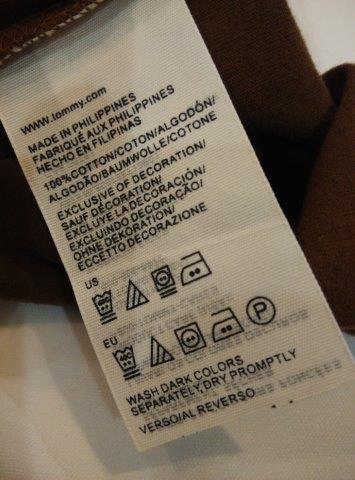 www.tommy.com
MADE IN PHILIPPINES
FABRIQUÉ AUX PHILIPPINES
HECHO EN FILIPINAS
100%COTTON/COTON/ALGODÓN/
ALGODÃO/BAUMWOLLE/COTONE
EXCLUSIVE OF DECORATION/
SAUF DÉCORATION/
EXCLUYE LA DECORACIÓN/
EXCLUINDO DECORAÇÃO/
OHNE DEKORATION/
ECCETTO DECORAZIONE
US
EU
40 P
WASH DARK COLORS
SEPARATELY,DRY PROMPTLY
VERSO/AL REVERSO